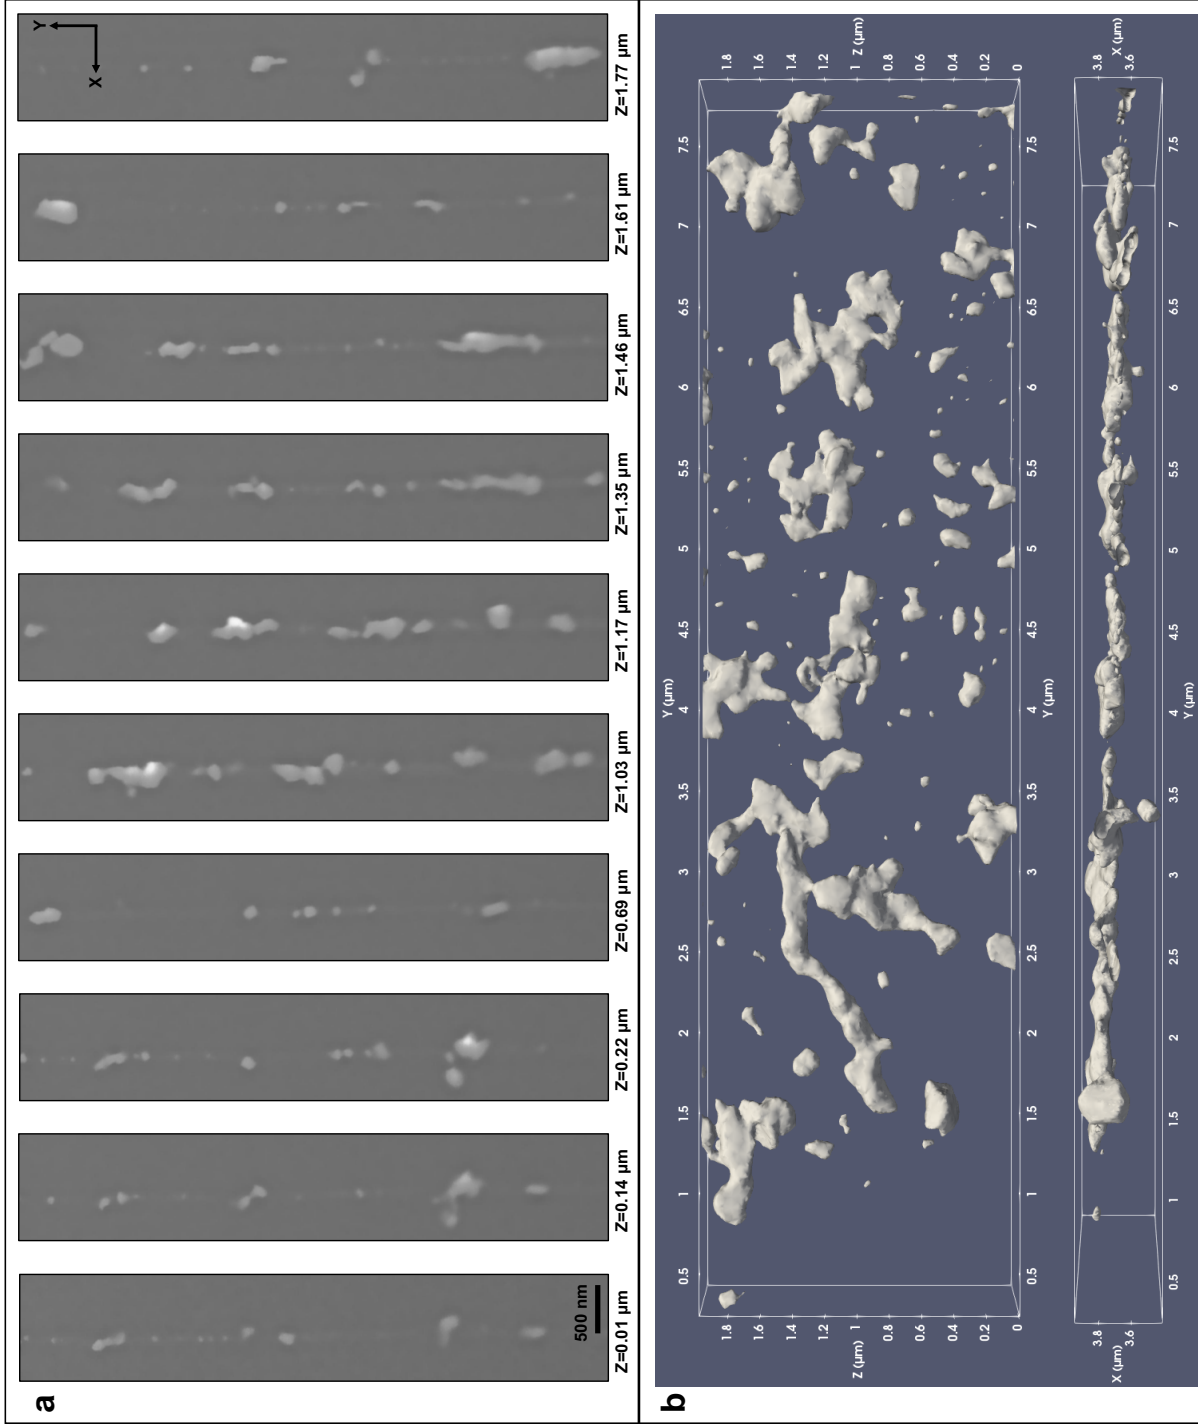 a
Y
X
500 nm
Z=0.01 µm
Z=0.14 µm
Z=0.22 µm
Z=0.69 µm
Z=1.03 µm
Z=1.17 µm
Z=1.35 µm
Z=1.46 µm
Z=1.61 µm
Z=1.77 µm
b
Y (µm)
0.5 1 1.5 2 2.5 3 3.5 4 4.5 5 5.5 6 6.5 7 7.5
1.8 1.8
1.6 1.6
1.4 1.4
1.2 1.2
Z (µm) 1 1 Z (µm)
0.8 0.8
0.6 0.6
0.4 0.4
0.2 0.2
0 0
0.5 1 1.5 2 2.5 3 3.5 4 4.5 5 5.5 6 6.5 7 7.5
Y (µm)
3.8 3.8
X (µm) X (µm)
3.6 3.6
0.5 1 1.5 2 2.5 3 3.5 4 4.5 5 5.5 6 6.5 7 7.5
Y (µm)